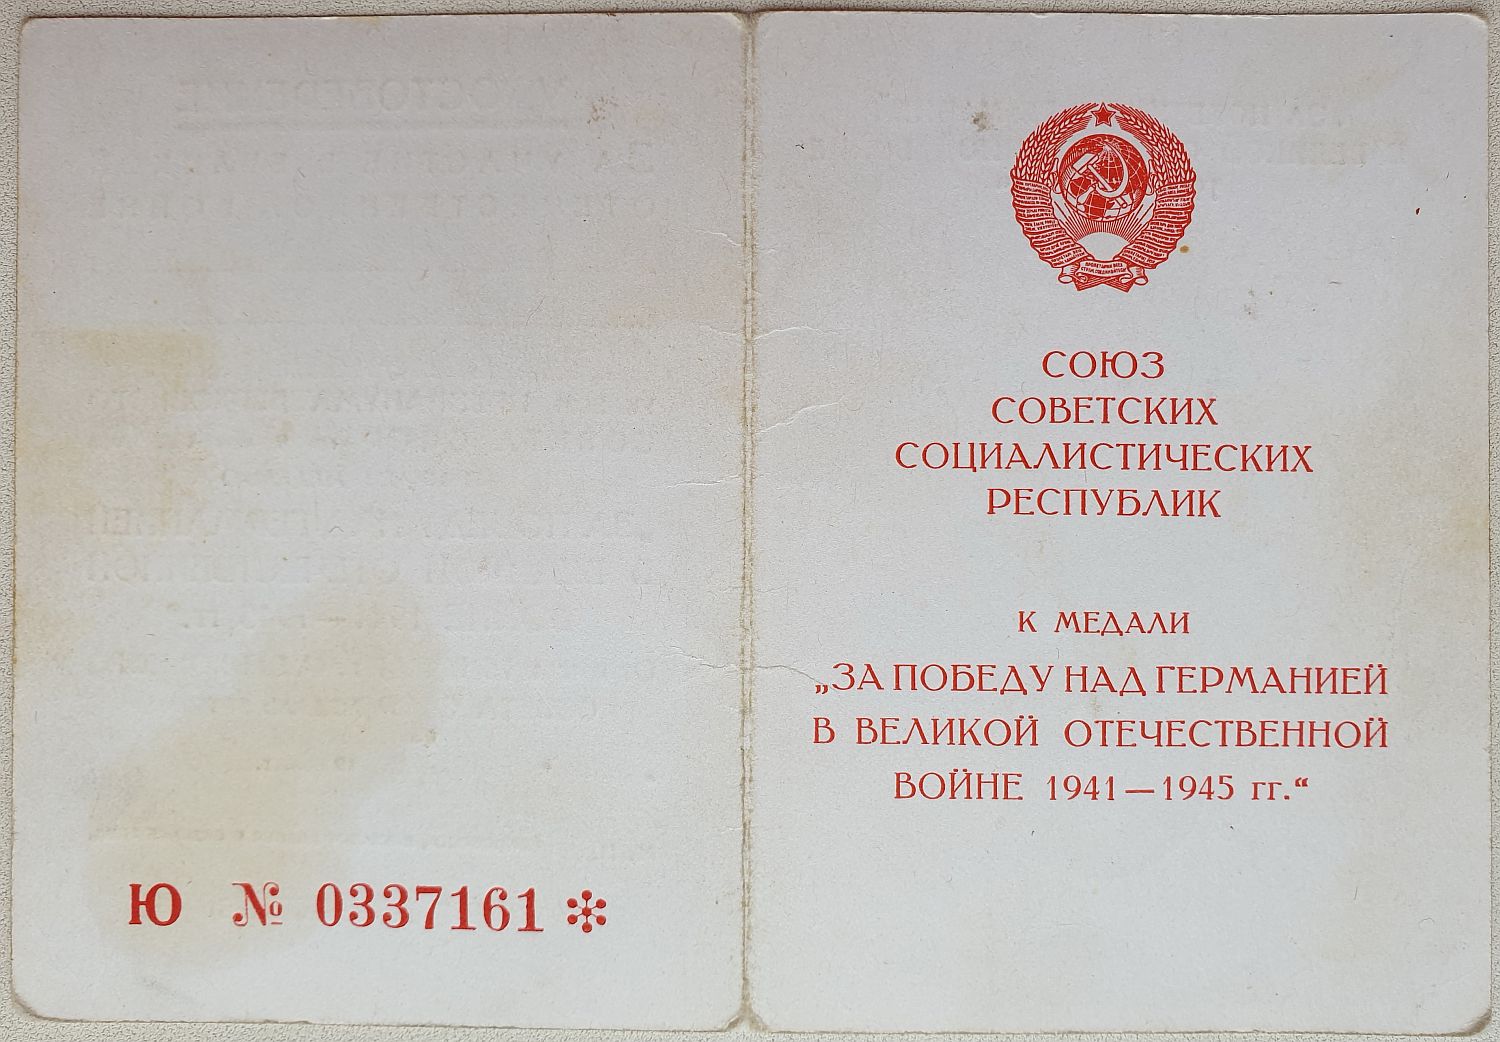 Ю № 0337161 *
СОЮЗ
СОВЕТСКИХ
СОЦИАЛИСТИЧЕСКИХ
РЕСПУБЛИК
К МЕДАЛИ
„ЗА ПОБЕДУ НАД ГЕРМАНИЕЙ
В ВЕЛИКОЙ ОТЕЧЕСТВЕННОЙ
ВОЙНЕ 1941—1945 гг.“